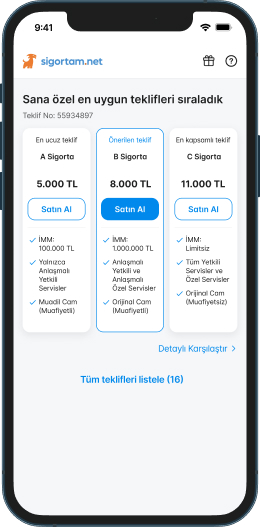 9:41
sigortam.net
Sana özel en uygun teklifleri sıraladık
Teklif No: 55934897
En ucuz teklif
A Sigorta
5.000 TL
Satın Al
İMM:
100.000 TL
Yalnızca
Anlaşmalı
Yetkili
Servisler
Muadil Cam
(Muafiyetli)
Önerilen teklif
B Sigorta
8.000 TL
Satın Al
İMM:
1.000.000 TL
Anlaşmalı
Yetkili ve
Anlaşmalı
Özel Servisler
Orijinal Cam
(Muafiyetli)
En kapsamlı teklif
C Sigorta
11.000 TL
Satın Al
İMM:
Limitsiz
Tüm Yetkili
Servisler ve
Özel Servisler
Orijinal Cam
(Muafiyetsiz)
Detaylı Karşılaştır
Tüm teklifleri listele (16)